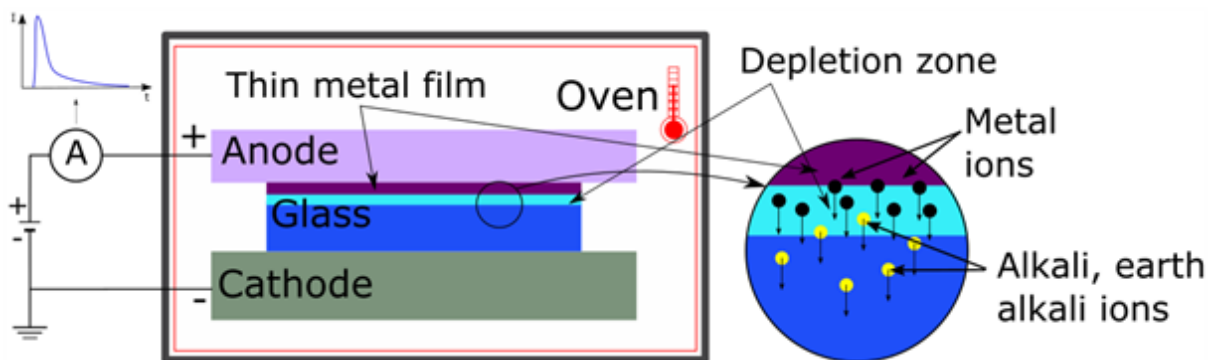 I
t
A
+
-
Thin metal film
Oven
Depletion zone
+
Anode
Glass
Cathode
-
Metal
ions
Alkali, earth
alkali ions